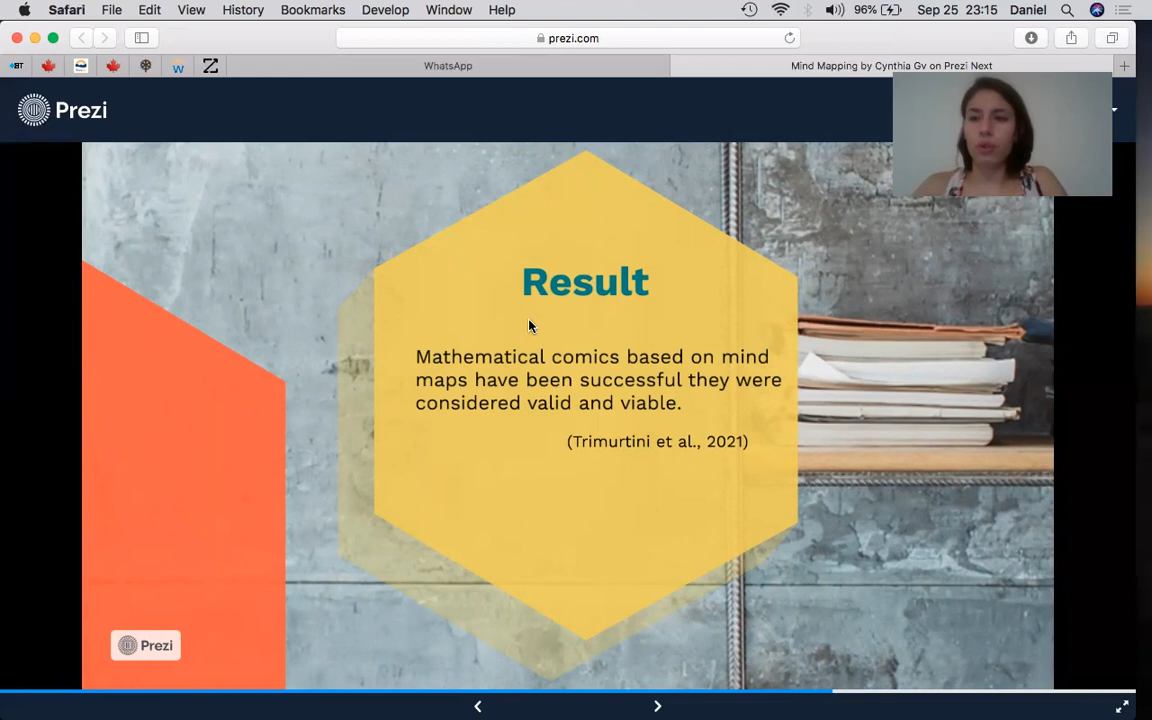 Safari File Edit View History Bookmarks Develop Window Help 96% Sep 25 23:15 Daniel
prezi.com
BT W Z WhatsApp Mind Mapping by Cynthia Gv on Prezi Next
Prezi
Result
Mathematical comics based on mind
maps have been successful they were
considered valid and viable.
(Trimurtini et al., 2021)
Prezi